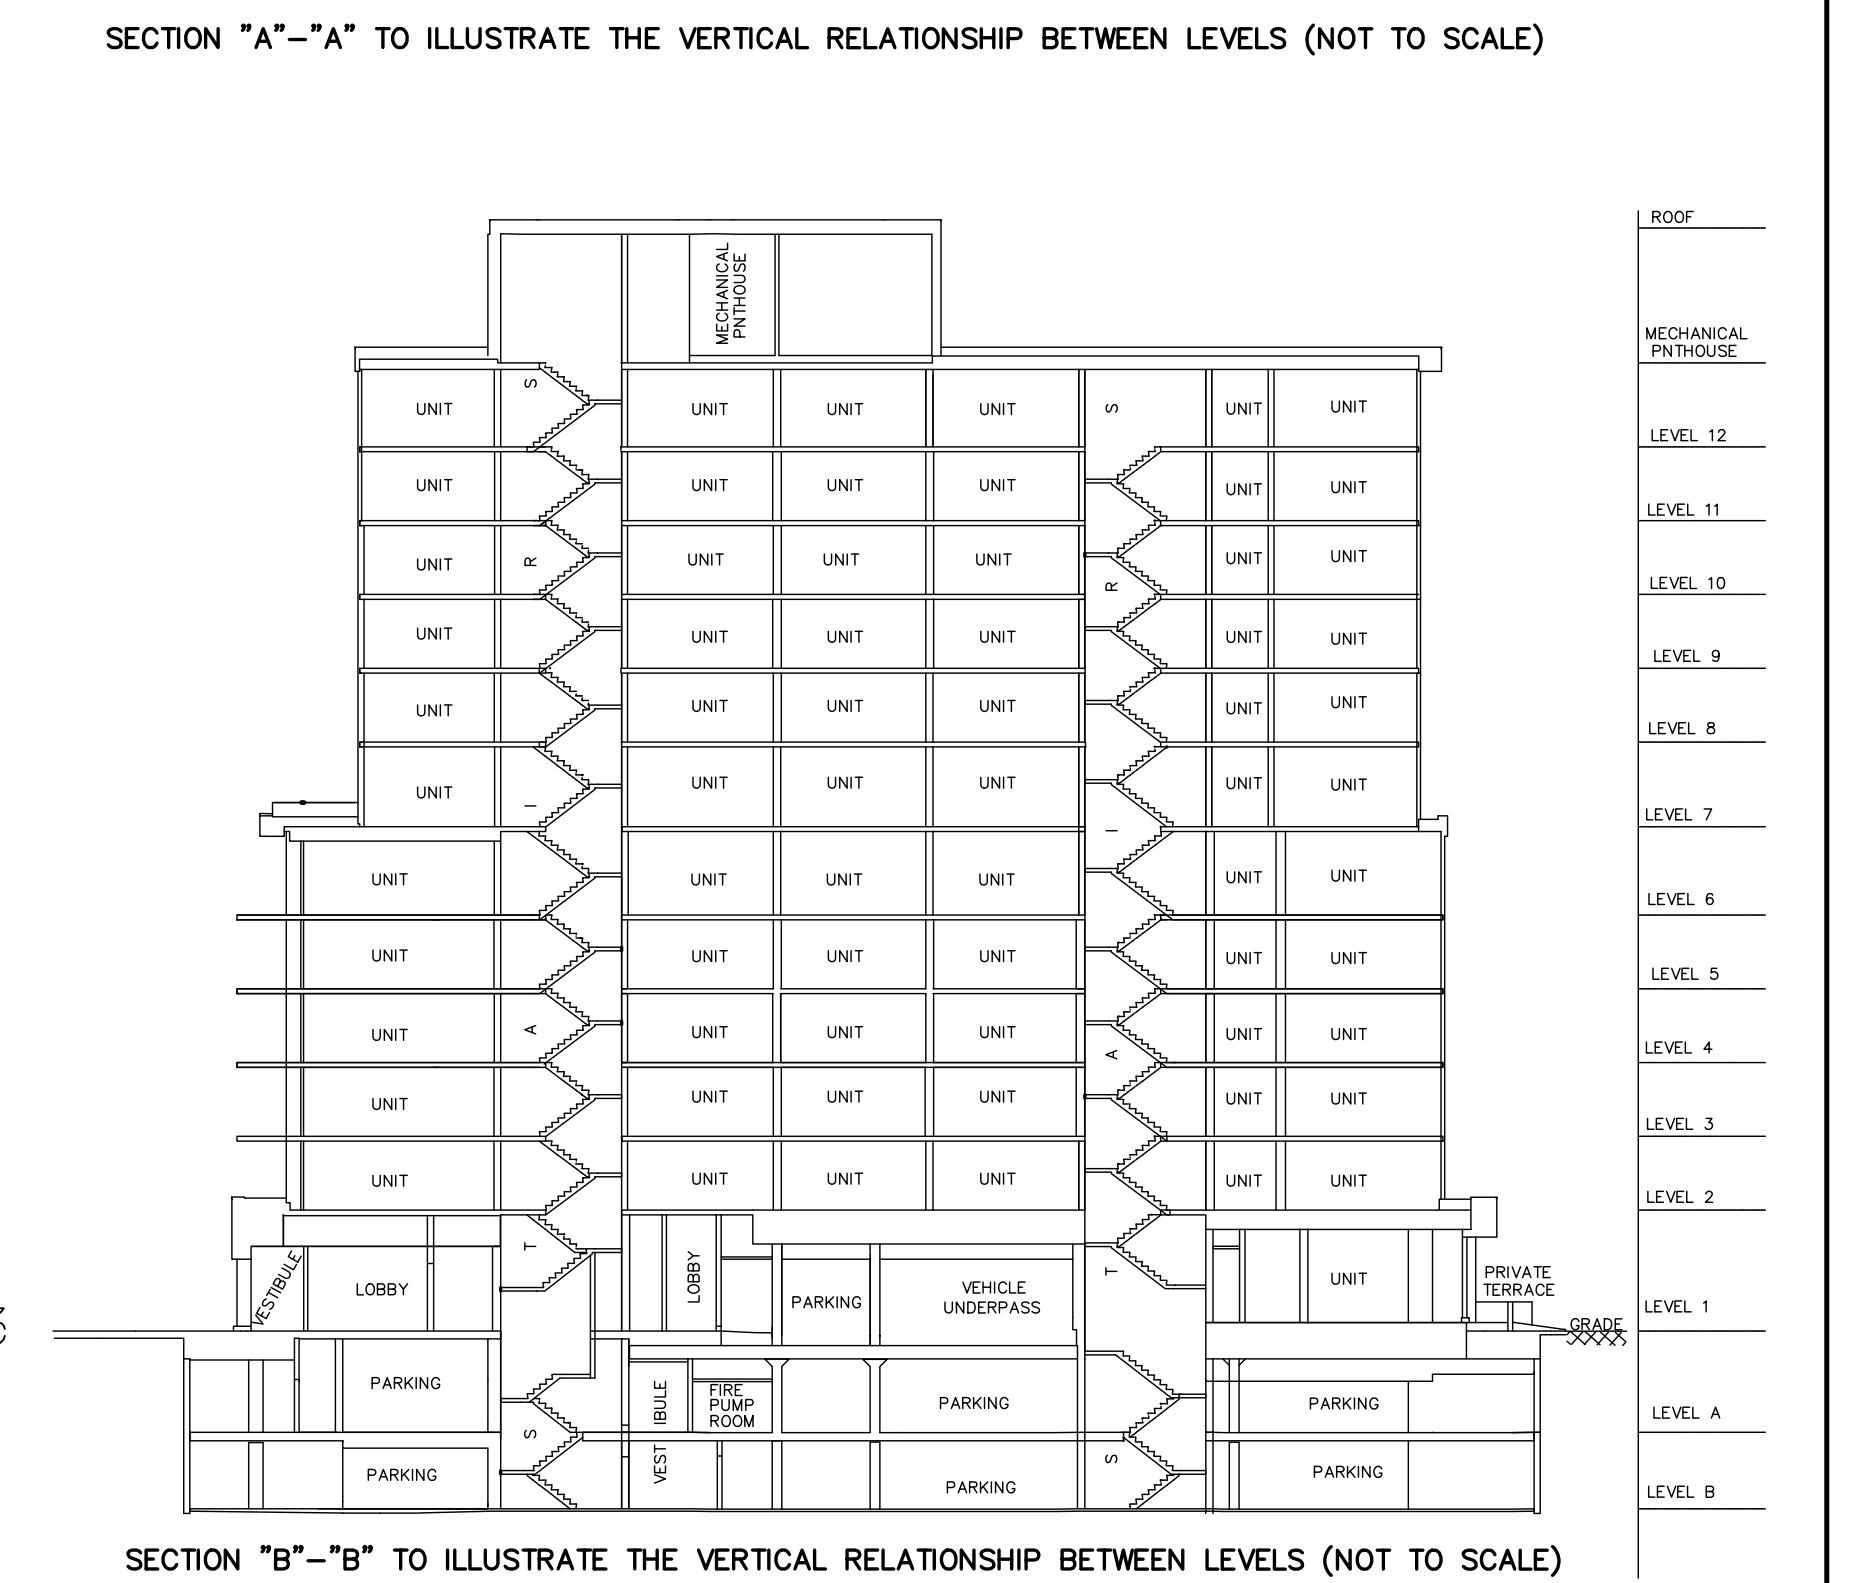 SECTION "A"–"A" TO ILLUSTRATE THE VERTICAL RELATIONSHIP BETWEEN LEVELS (NOT TO SCALE)
ROOF
MECHANICAL
PNTHOUSE
MECHANICAL
PNTHOUSE
S UNIT UNIT UNIT UNIT S UNIT UNIT
LEVEL 12
UNIT UNIT UNIT UNIT UNIT UNIT
LEVEL 11
UNIT R UNIT UNIT UNIT UNIT UNIT
LEVEL 10
R
UNIT UNIT UNIT UNIT UNIT UNIT
LEVEL 9
UNIT UNIT UNIT UNIT UNIT UNIT
LEVEL 8
UNIT I UNIT UNIT UNIT UNIT UNIT
LEVEL 7
I
UNIT UNIT UNIT UNIT UNIT UNIT
LEVEL 6
UNIT UNIT UNIT UNIT UNIT UNIT
LEVEL 5
UNIT A UNIT UNIT UNIT A UNIT UNIT
LEVEL 4
UNIT UNIT UNIT UNIT UNIT UNIT
LEVEL 3
UNIT UNIT UNIT UNIT UNIT UNIT
LEVEL 2
VESTIBULE
LOBBY
T
LOBBY
PARKING
VEHICLE
UNDERPASS
T
UNIT
PRIVATE
TERRACE
LEVEL 1
GRADE
PARKING
VESTIBULE
FIRE
PUMP
ROOM
PARKING
PARKING
LEVEL A
S
S
PARKING
PARKING
PARKING
LEVEL B
SECTION "B"–"B" TO ILLUSTRATE THE VERTICAL RELATIONSHIP BETWEEN LEVELS (NOT TO SCALE)